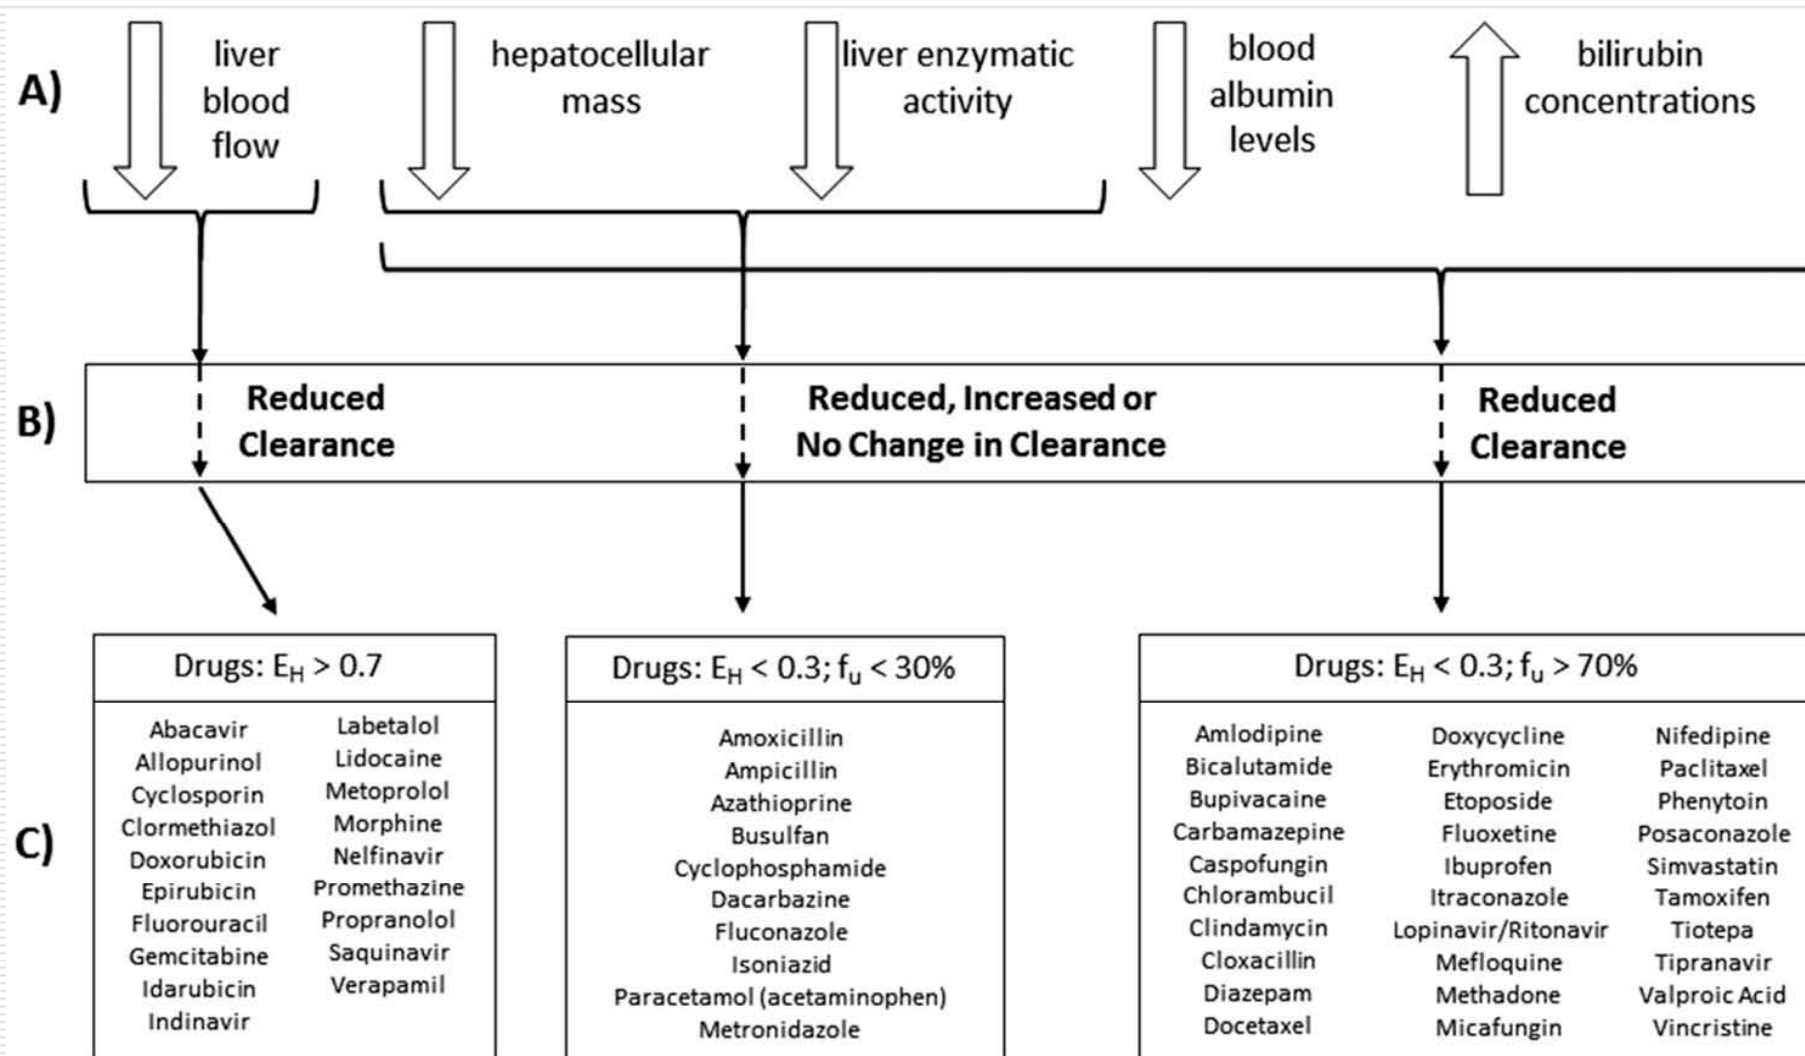 A)
liver
blood
flow
hepatocellular
mass
liver enzymatic
activity
blood
albumin
levels
bilirubin
concentrations
B)
Reduced
Clearance
Reduced, Increased or
No Change in Clearance
Reduced
Clearance
C)
Drugs: EH > 0.7
Abacavir
Allopurinol
Cyclosporin
Clormethiazol
Doxorubicin
Epirubicin
Fluorouracil
Gemcitabine
Idarubicin
Indinavir
Labetalol
Lidocaine
Metoprolol
Morphine
Nelfinavir
Promethazine
Propranolol
Saquinavir
Verapamil
Drugs: EH < 0.3; fu < 30%
Amoxicillin
Ampicillin
Azathioprine
Busulfan
Cyclophosphamide
Dacarbazine
Fluconazole
Isoniazid
Paracetamol (acetaminophen)
Metronidazole
Drugs: EH < 0.3; fu > 70%
Amlodipine
Bicalutamide
Bupivacaine
Carbamazepine
Caspofungin
Chlorambucil
Clindamycin
Cloxacillin
Diazepam
Docetaxel
Doxycycline
Erythromicin
Etoposide
Fluoxetine
Ibuprofen
Itraconazole
Lopinavir/Ritonavir
Mefloquine
Methadone
Micafungin
Nifedipine
Paclitaxel
Phenytoin
Posaconazole
Simvastatin
Tamoxifen
Tiotepa
Tipranavir
Valproic Acid
Vincristine